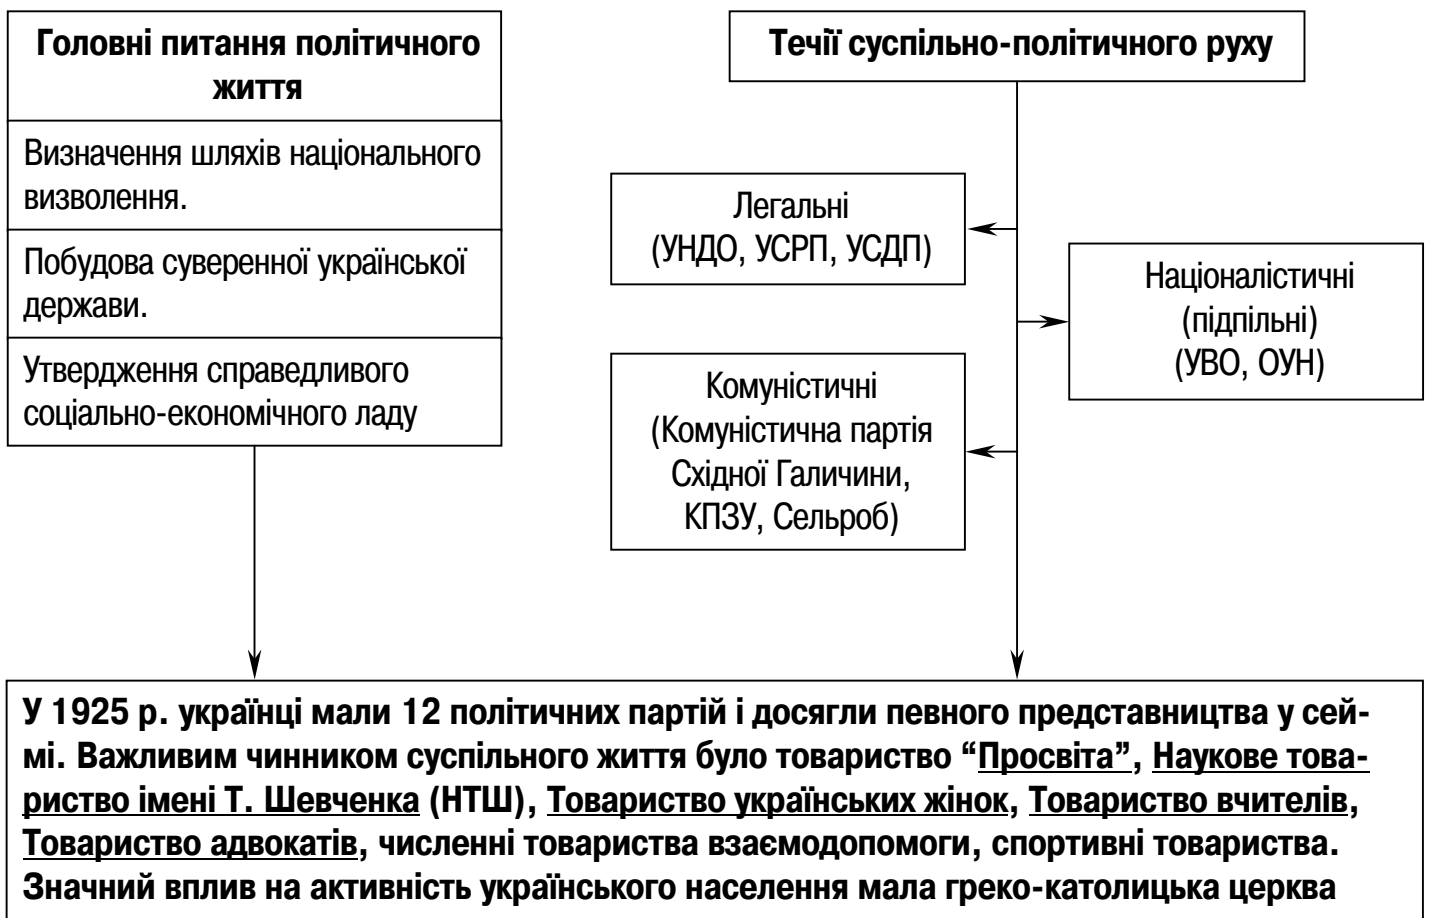 Головні питання політичного
життя
Визначення шляхів національного
визволення.
Побудова суверенної української
держави.
Утвердження справедливого
соціально-економічного ладу
Течії суспільно-політичного руху
Легальні
(УНДО, УСРП, УСДП)
Націоналістичні
(підпільні)
(УВО, ОУН)
Комуністичні
(Комуністична партія
Східної Галичини,
КПЗУ, Сельроб)
У 1925 р. українці мали 12 політичних партій і досягли певного представництва у сей-
мі. Важливим чинником суспільного життя було товариство “Просвіта”, Наукове това-
риство імені Т. Шевченка (НТШ), Товариство українських жінок, Товариство вчителів,
Товариство адвокатів, численні товариства взаємодопомоги, спортивні товариства.
Значний вплив на активність українського населення мала греко-католицька церква